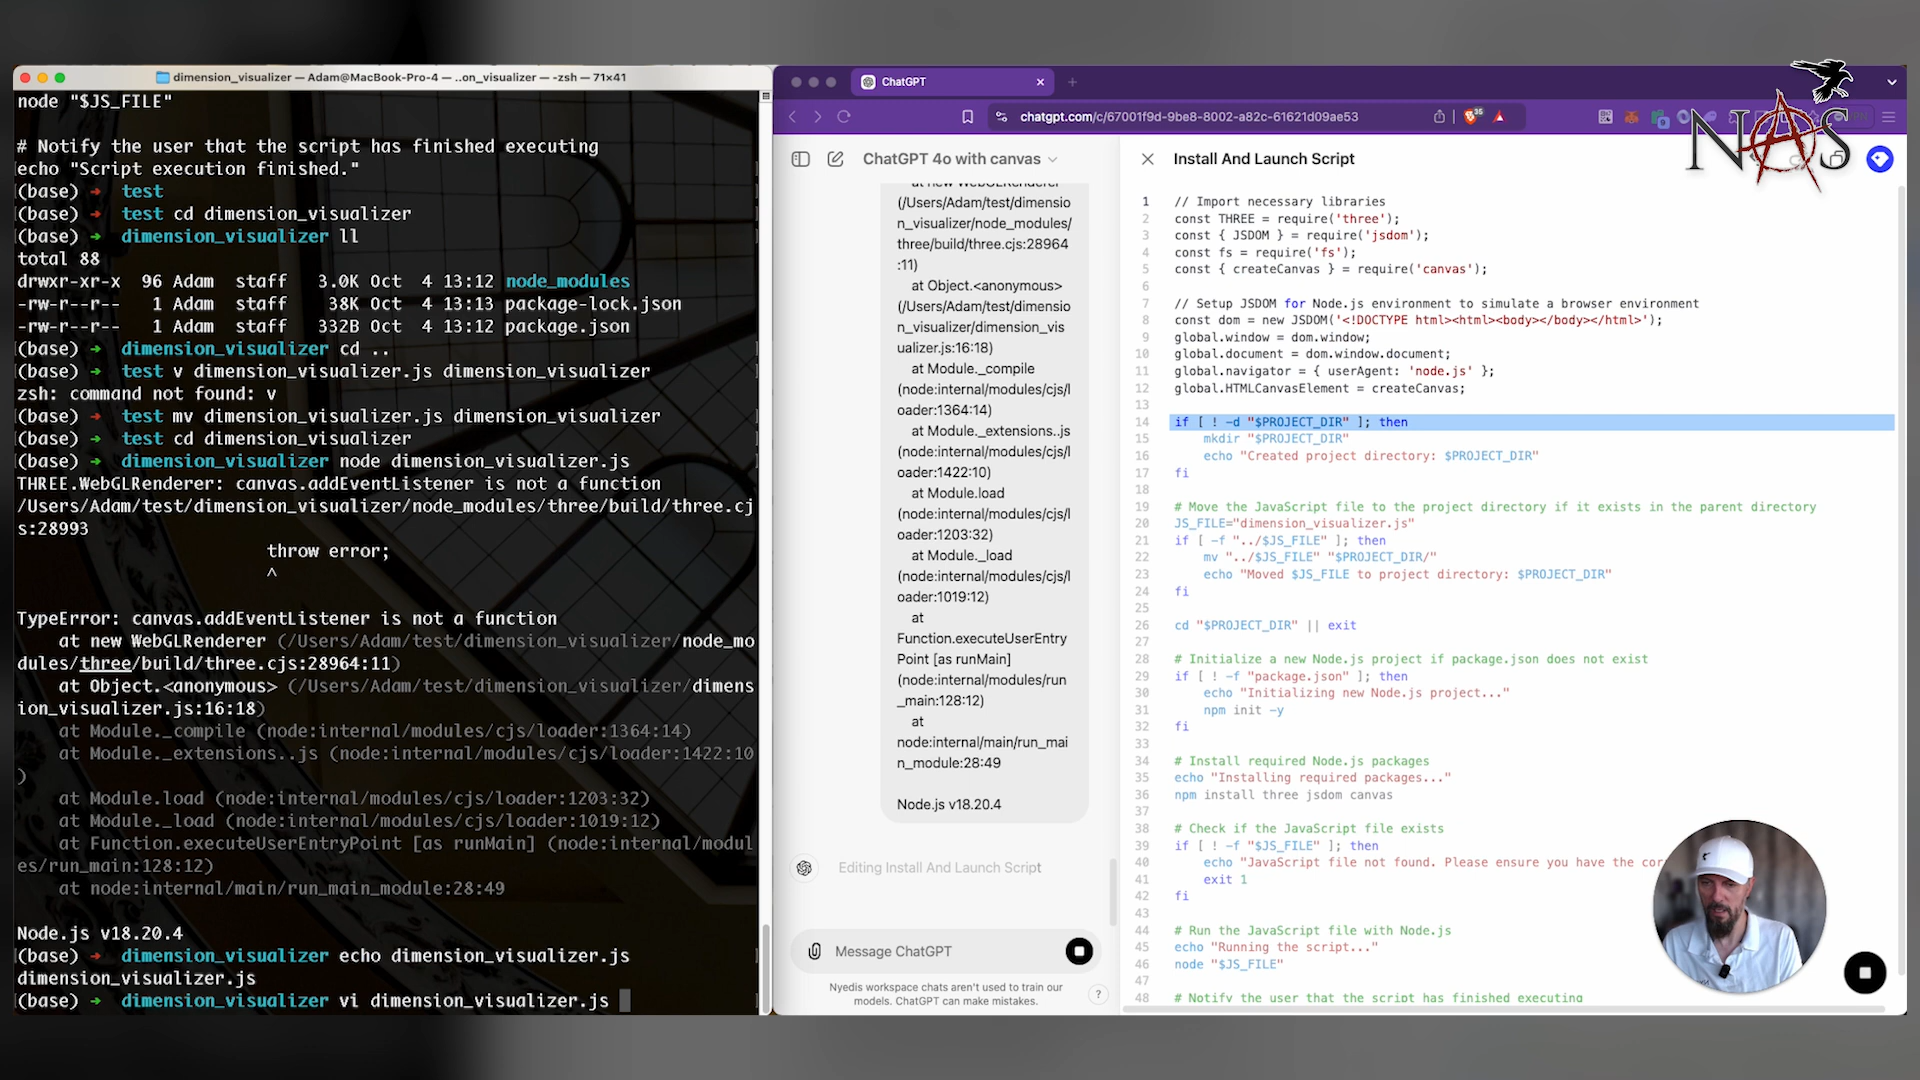 dimension_visualizer — Adam@MacBook-Pro-4 — ..on_visualizer — -zsh — 71×41
node "$JS_FILE"
# Notify the user that the script has finished executing
echo "Script execution finished."
(base) → test
(base) → test cd dimension_visualizer
(base) → dimension_visualizer ll
total 88
drwxr-xr-x 96 Adam staff 3.0K Oct 4 13:12 node_modules
-rw-r--r-- 1 Adam staff 38K Oct 4 13:13 package-lock.json
-rw-r--r-- 1 Adam staff 332B Oct 4 13:12 package.json
(base) → dimension_visualizer cd ..
(base) → test v dimension_visualizer.js dimension_visualizer
zsh: command not found: v
(base) → test mv dimension_visualizer.js dimension_visualizer
(base) → test cd dimension_visualizer
(base) → dimension_visualizer node dimension_visualizer.js
THREE.WebGLRenderer: canvas.addEventListener is not a function
/Users/Adam/test/dimension_visualizer/node_modules/three/build/three.cj
s:28993
throw error;
^
TypeError: canvas.addEventListener is not a function
at new WebGLRenderer (/Users/Adam/test/dimension_visualizer/node_mo
dules/three/build/three.cjs:28964:11)
at Object.<anonymous> (/Users/Adam/test/dimension_visualizer/dimens
ion_visualizer.js:16:18)
at Module._compile (node:internal/modules/cjs/loader:1364:14)
at Module._extensions..js (node:internal/modules/cjs/loader:1422:10
)
at Module.load (node:internal/modules/cjs/loader:1203:32)
at Module._load (node:internal/modules/cjs/loader:1019:12)
at Function.executeUserEntryPoint [as runMain] (node:internal/modul
es/run_main:128:12)
at node:internal/main/run_main_module:28:49
Node.js v18.20.4
(base) → dimension_visualizer echo dimension_visualizer.js
dimension_visualizer.js
(base) → dimension_visualizer vi dimension_visualizer.js
ChatGPT
chatgpt.com/c/67001f9d-9be8-8002-a82c-61621d09ae53
35
NAS
ChatGPT 4o with canvas
at new WebGLRenderer
(/Users/Adam/test/dimensio
n_visualizer/node_modules/
three/build/three.cjs:28964
:11)
at Object.<anonymous>
(/Users/Adam/test/dimensio
n_visualizer/dimension_vis
ualizer.js:16:18)
at Module._compile
(node:internal/modules/cjs/l
oader:1364:14)
at Module._extensions..js
(node:internal/modules/cjs/l
oader:1422:10)
at Module.load
(node:internal/modules/cjs/l
oader:1203:32)
at Module._load
(node:internal/modules/cjs/l
oader:1019:12)
at
Function.executeUserEntry
Point [as runMain]
(node:internal/modules/run
_main:128:12)
at
node:internal/main/run_mai
n_module:28:49
Node.js v18.20.4
Editing Install And Launch Script
Message ChatGPT
Nyedis workspace chats aren't used to train our
models. ChatGPT can make mistakes.
?
Install And Launch Script
1 // Import necessary libraries
2 const THREE = require('three');
3 const { JSDOM } = require('jsdom');
4 const fs = require('fs');
5 const { createCanvas } = require('canvas');
6
7 // Setup JSDOM for Node.js environment to simulate a browser environment
8 const dom = new JSDOM('<!DOCTYPE html><html><body></body></html>');
9 global.window = dom.window;
10 global.document = dom.window.document;
11 global.navigator = { userAgent: 'node.js' };
12 global.HTMLCanvasElement = createCanvas;
13
14 if [ ! -d "$PROJECT_DIR" ]; then
15 mkdir "$PROJECT_DIR"
16 echo "Created project directory: $PROJECT_DIR"
17 fi
18
19 # Move the JavaScript file to the project directory if it exists in the parent directory
20 JS_FILE="dimension_visualizer.js"
21 if [ -f "../$JS_FILE" ]; then
22 mv "../$JS_FILE" "$PROJECT_DIR/"
23 echo "Moved $JS_FILE to project directory: $PROJECT_DIR"
24 fi
25
26 cd "$PROJECT_DIR" || exit
27
28 # Initialize a new Node.js project if package.json does not exist
29 if [ ! -f "package.json" ]; then
30 echo "Initializing new Node.js project..."
31 npm init -y
32 fi
33
34 # Install required Node.js packages
35 echo "Installing required packages..."
36 npm install three jsdom canvas
37
38 # Check if the JavaScript file exists
39 if [ ! -f "$JS_FILE" ]; then
40 echo "JavaScript file not found. Please ensure you have the cor
41 exit 1
42 fi
43
44 # Run the JavaScript file with Node.js
45 echo "Running the script..."
46 node "$JS_FILE"
47
48 # Notify the user that the script has finished executing